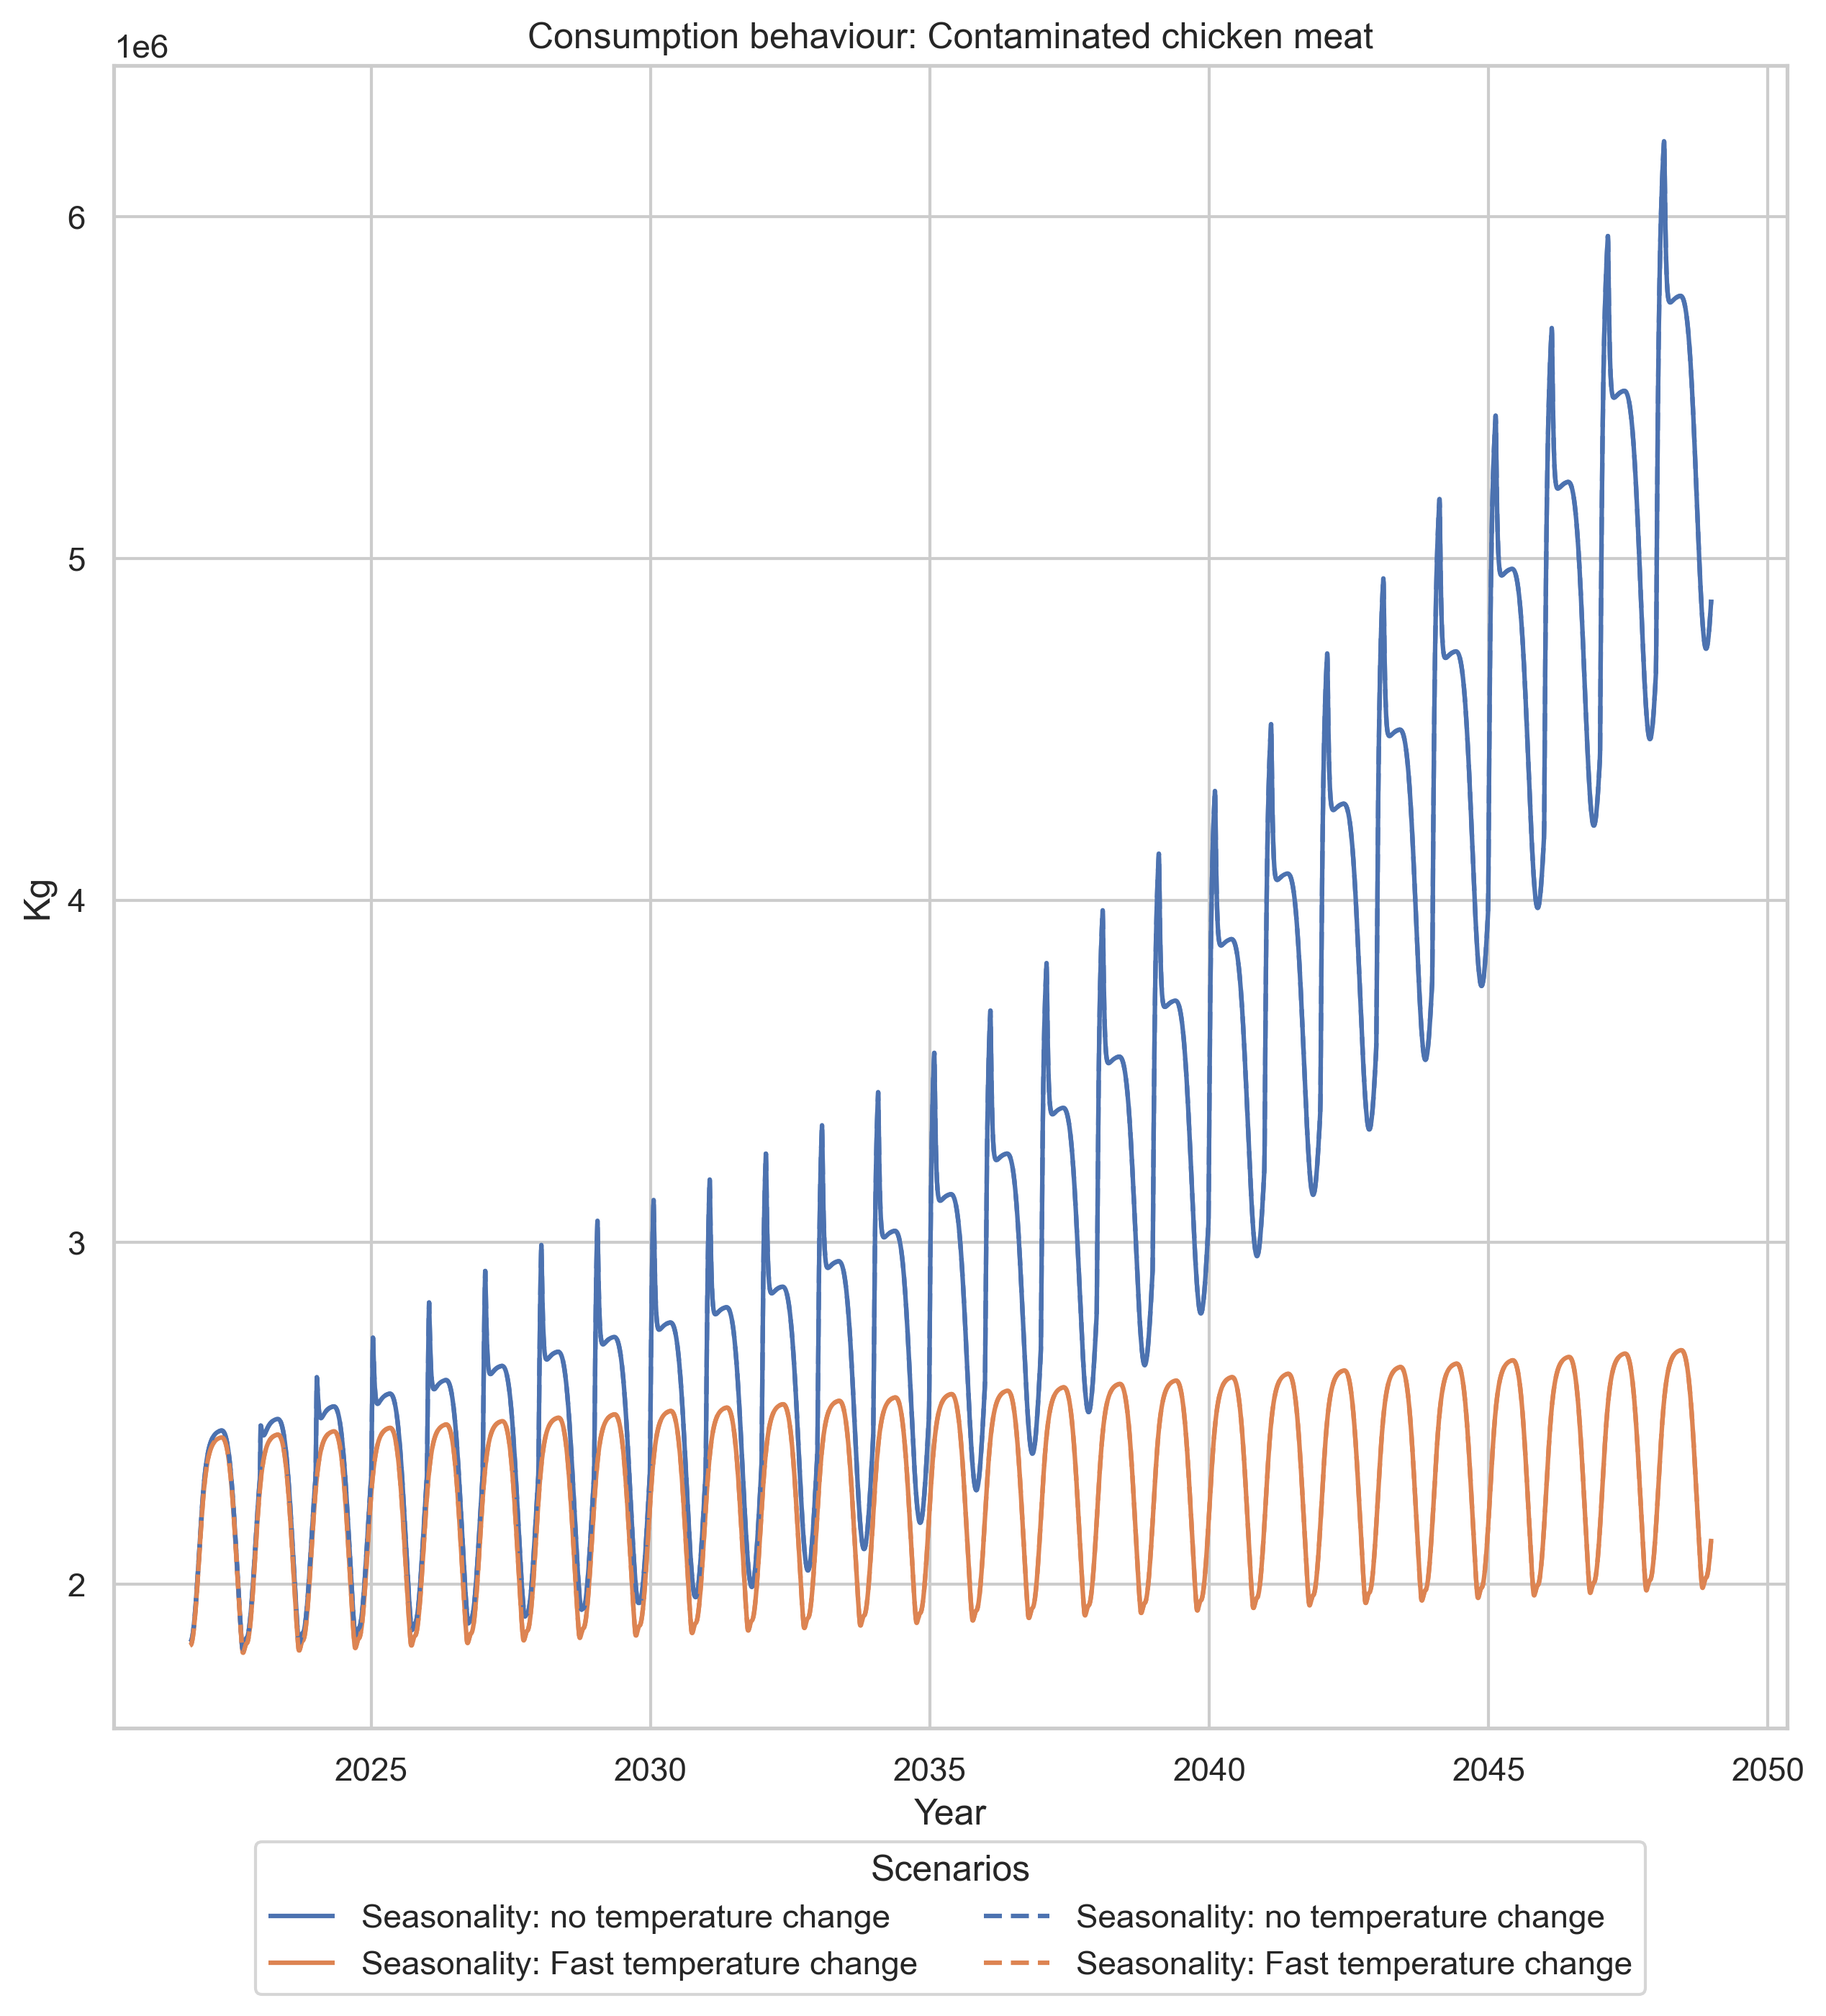 Consumption behaviour: Contaminated chicken meat
1e6
6
5
4
3
2
Kg
2025 2030 2035 2040 2045 2050
Year
Scenarios
Seasonality: no temperature change Seasonality: no temperature change
Seasonality: Fast temperature change Seasonality: Fast temperature change